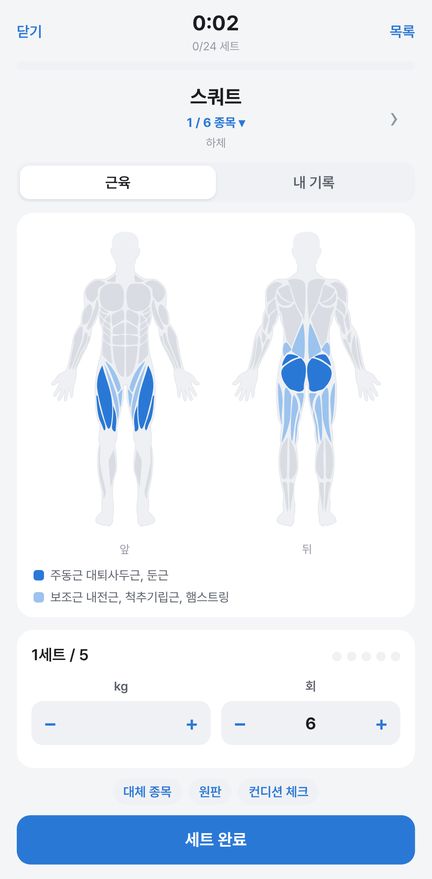 닫기
0:02
목록
0/24 세트
스쿼트
1 / 6 종목 ▾
하체
›
근육
내 기록
앞
뒤
주동근 대퇴사두근, 둔근
보조근 내전근, 척추기립근, 햄스트링
1세트 / 5
kg
회
− +
− 6 +
대체 종목
원판
컨디션 체크
세트 완료